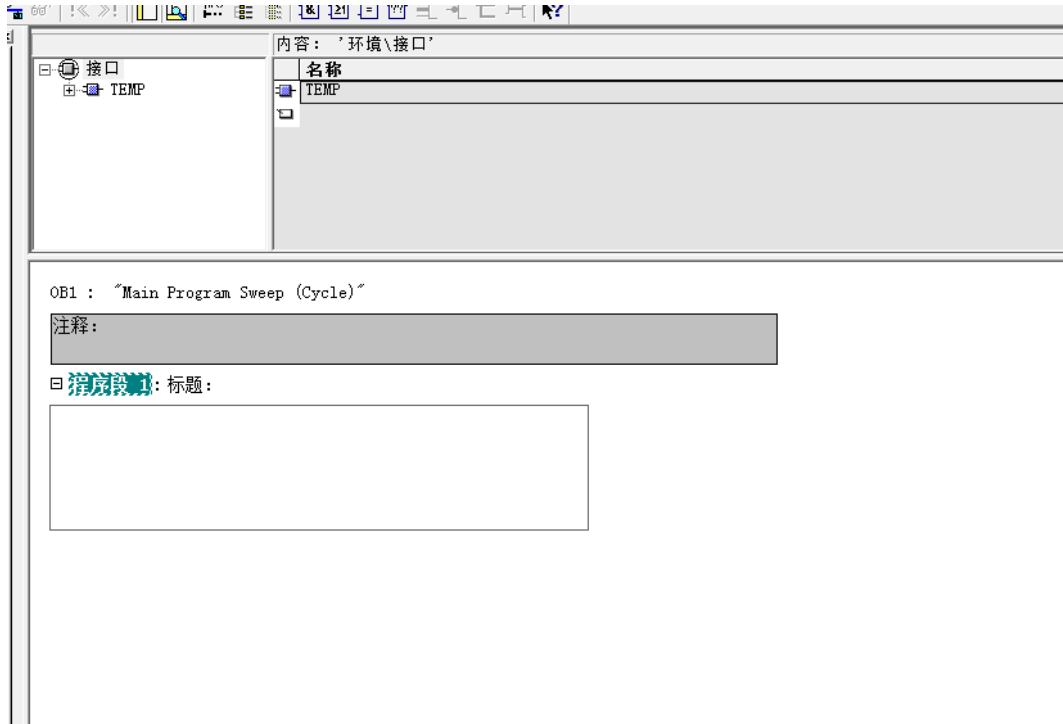 内容： '环境\接口'
接口
名称
TEMP
TEMP
OB1 : "Main Program Sweep (Cycle)"
注释:
程序段 1: 标题: